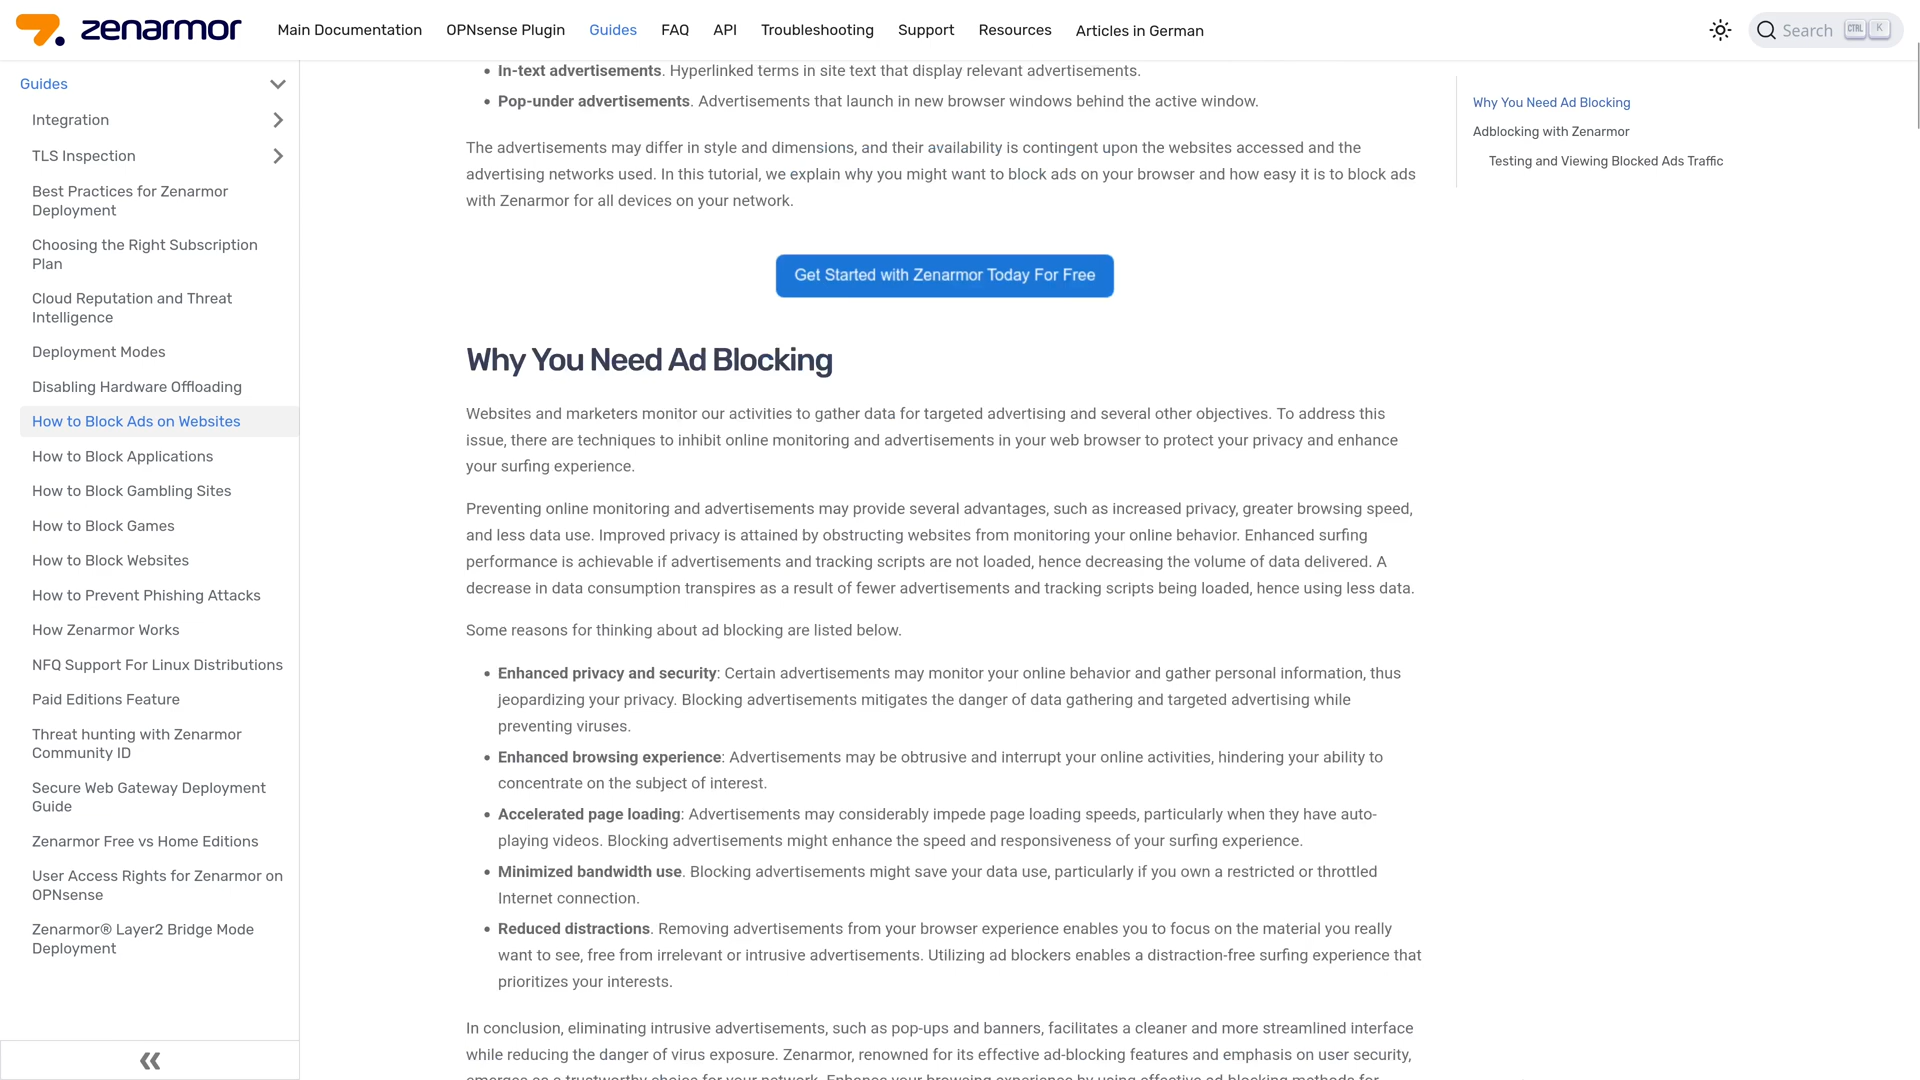 zenarmor
Main Documentation OPNsense Plugin Guides FAQ API Troubleshooting Support Resources Articles in German
Search CTRL K
Guides
Integration
TLS Inspection
Best Practices for Zenarmor
Deployment
Choosing the Right Subscription
Plan
Cloud Reputation and Threat
Intelligence
Deployment Modes
Disabling Hardware Offloading
How to Block Ads on Websites
How to Block Applications
How to Block Gambling Sites
How to Block Games
How to Block Websites
How to Prevent Phishing Attacks
How Zenarmor Works
NFQ Support For Linux Distributions
Paid Editions Feature
Threat hunting with Zenarmor
Community ID
Secure Web Gateway Deployment
Guide
Zenarmor Free vs Home Editions
User Access Rights for Zenarmor on
OPNsense
Zenarmor® Layer2 Bridge Mode
Deployment
• In-text advertisements. Hyperlinked terms in site text that display relevant advertisements.
• Pop-under advertisements. Advertisements that launch in new browser windows behind the active window.
The advertisements may differ in style and dimensions, and their availability is contingent upon the websites accessed and the
advertising networks used. In this tutorial, we explain why you might want to block ads on your browser and how easy it is to block ads
with Zenarmor for all devices on your network.
Get Started with Zenarmor Today For Free
Why You Need Ad Blocking
Websites and marketers monitor our activities to gather data for targeted advertising and several other objectives. To address this
issue, there are techniques to inhibit online monitoring and advertisements in your web browser to protect your privacy and enhance
your surfing experience.
Preventing online monitoring and advertisements may provide several advantages, such as increased privacy, greater browsing speed,
and less data use. Improved privacy is attained by obstructing websites from monitoring your online behavior. Enhanced surfing
performance is achievable if advertisements and tracking scripts are not loaded, hence decreasing the volume of data delivered. A
decrease in data consumption transpires as a result of fewer advertisements and tracking scripts being loaded, hence using less data.
Some reasons for thinking about ad blocking are listed below.
• Enhanced privacy and security: Certain advertisements may monitor your online behavior and gather personal information, thus
jeopardizing your privacy. Blocking advertisements mitigates the danger of data gathering and targeted advertising while
preventing viruses.
• Enhanced browsing experience: Advertisements may be obtrusive and interrupt your online activities, hindering your ability to
concentrate on the subject of interest.
• Accelerated page loading: Advertisements may considerably impede page loading speeds, particularly when they have auto-
playing videos. Blocking advertisements might enhance the speed and responsiveness of your surfing experience.
• Minimized bandwidth use. Blocking advertisements might save your data use, particularly if you own a restricted or throttled
Internet connection.
• Reduced distractions. Removing advertisements from your browser experience enables you to focus on the material you really
want to see, free from irrelevant or intrusive advertisements. Utilizing ad blockers enables a distraction-free surfing experience that
prioritizes your interests.
In conclusion, eliminating intrusive advertisements, such as pop-ups and banners, facilitates a cleaner and more streamlined interface
while reducing the danger of virus exposure. Zenarmor, renowned for its effective ad-blocking features and emphasis on user security,
emerges as a trustworthy choice for your network. Enhance your browsing experience by using effective ad blocking methods for
Why You Need Ad Blocking
Adblocking with Zenarmor
Testing and Viewing Blocked Ads Traffic